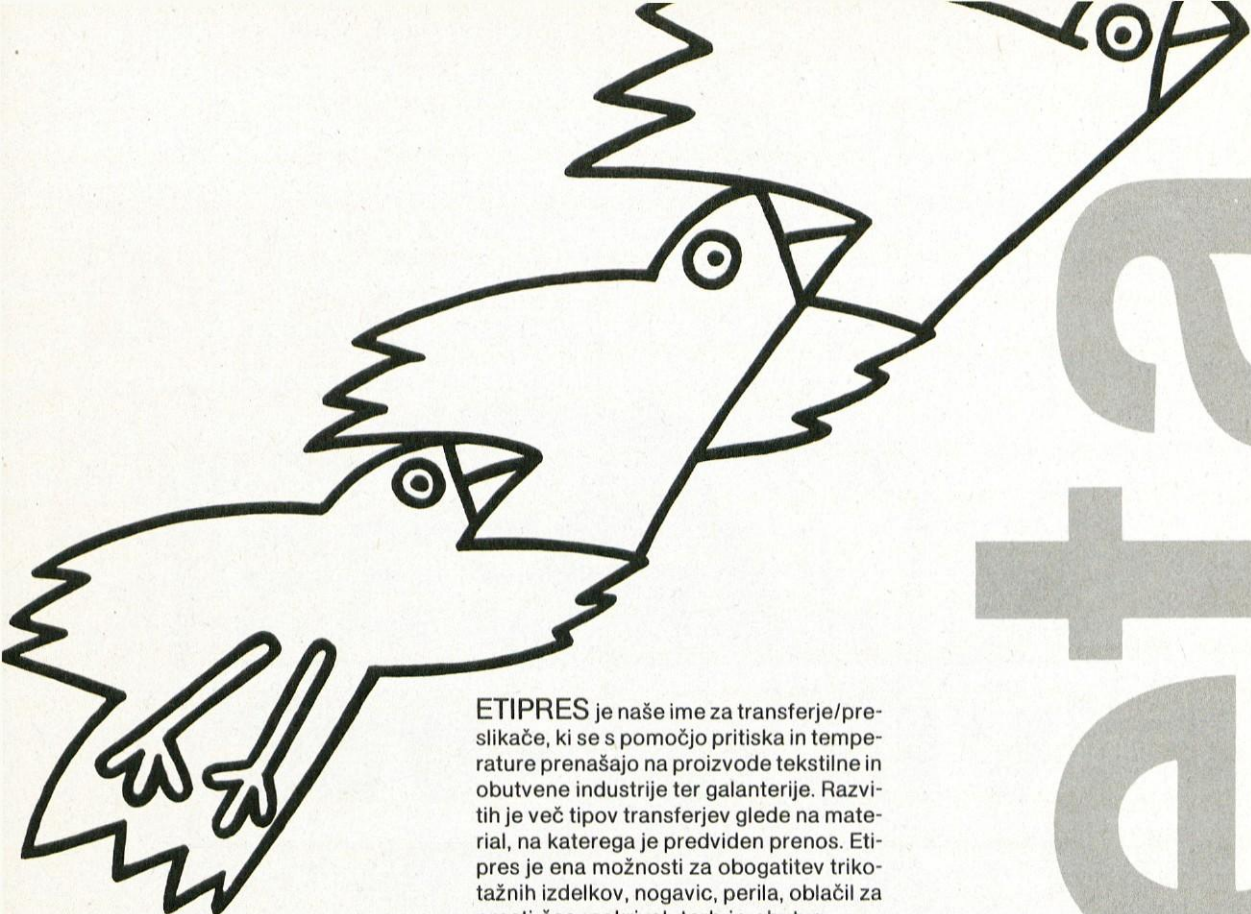 ETIPRES je naše ime za transferje/pre-
slikače, ki se s pomočjo pritiska in tempe-
rature prenašajo na proizvode tekstilne in
obutvene industrije ter galanterije. Razvi-
tih je več tipov transferjev glede na mate-
rial, na katerega je predviden prenos. Eti-
pres je ena možnosti za obogatitev triko-
tažnih izdelkov, nogavic, perila, oblačil za
eta